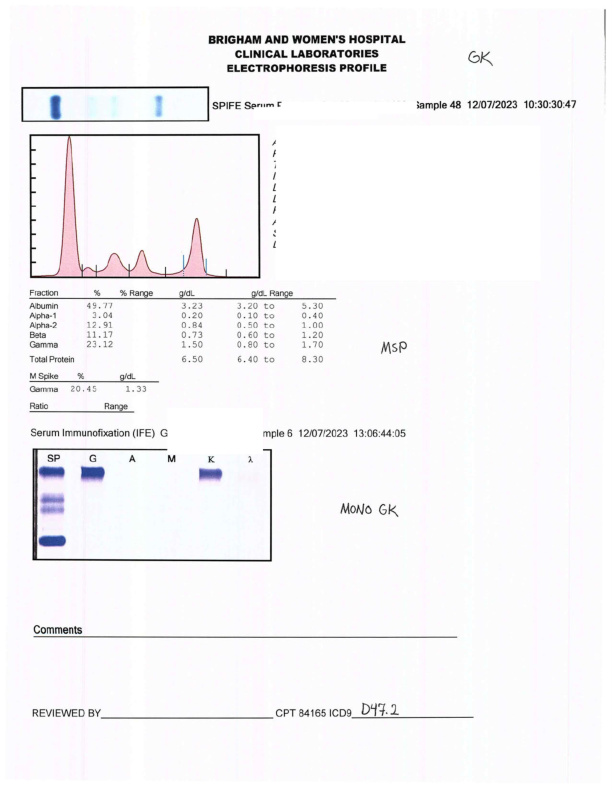 BRIGHAM AND WOMEN'S HOSPITAL
CLINICAL LABORATORIES
ELECTROPHORESIS PROFILE
GK
SPIFE Serum Sample 48 12/07/2023 10:30:30:47
Fraction % % Range g/dL g/dL Range
Albumin 49.77 3.23 3.20 to 5.30
Alpha-1 3.04 0.20 0.10 to 0.40
Alpha-2 12.91 0.84 0.50 to 1.00
Beta 11.17 0.73 0.60 to 1.20
Gamma 23.12 1.50 0.80 to 1.70
MSP
Total Protein 6.50 6.40 to 8.30
M Spike % g/dL
Gamma 20.45 1.33
Ratio Range
Serum Immunofixation (IFE) G mple 6 12/07/2023 13:06:44:05
SP G A M K λ
MONO GK
Comments
REVIEWED BY CPT 84165 ICD9 D47.2